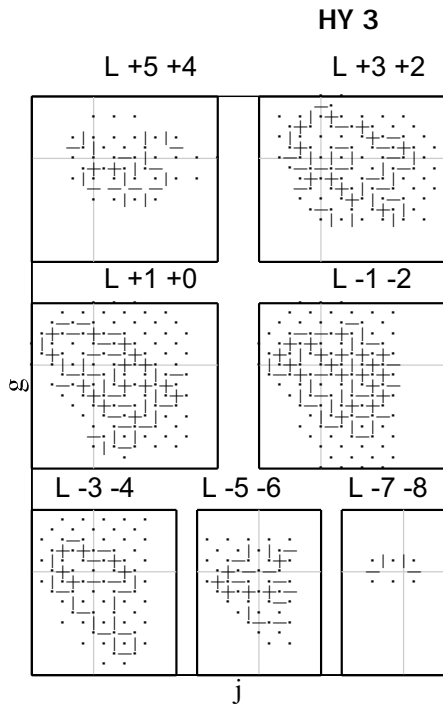 HY 3
L +5 +4
L +3 +2
L +1 +0
L -1 -2
g
L -3 -4
L -5 -6
L -7 -8
j